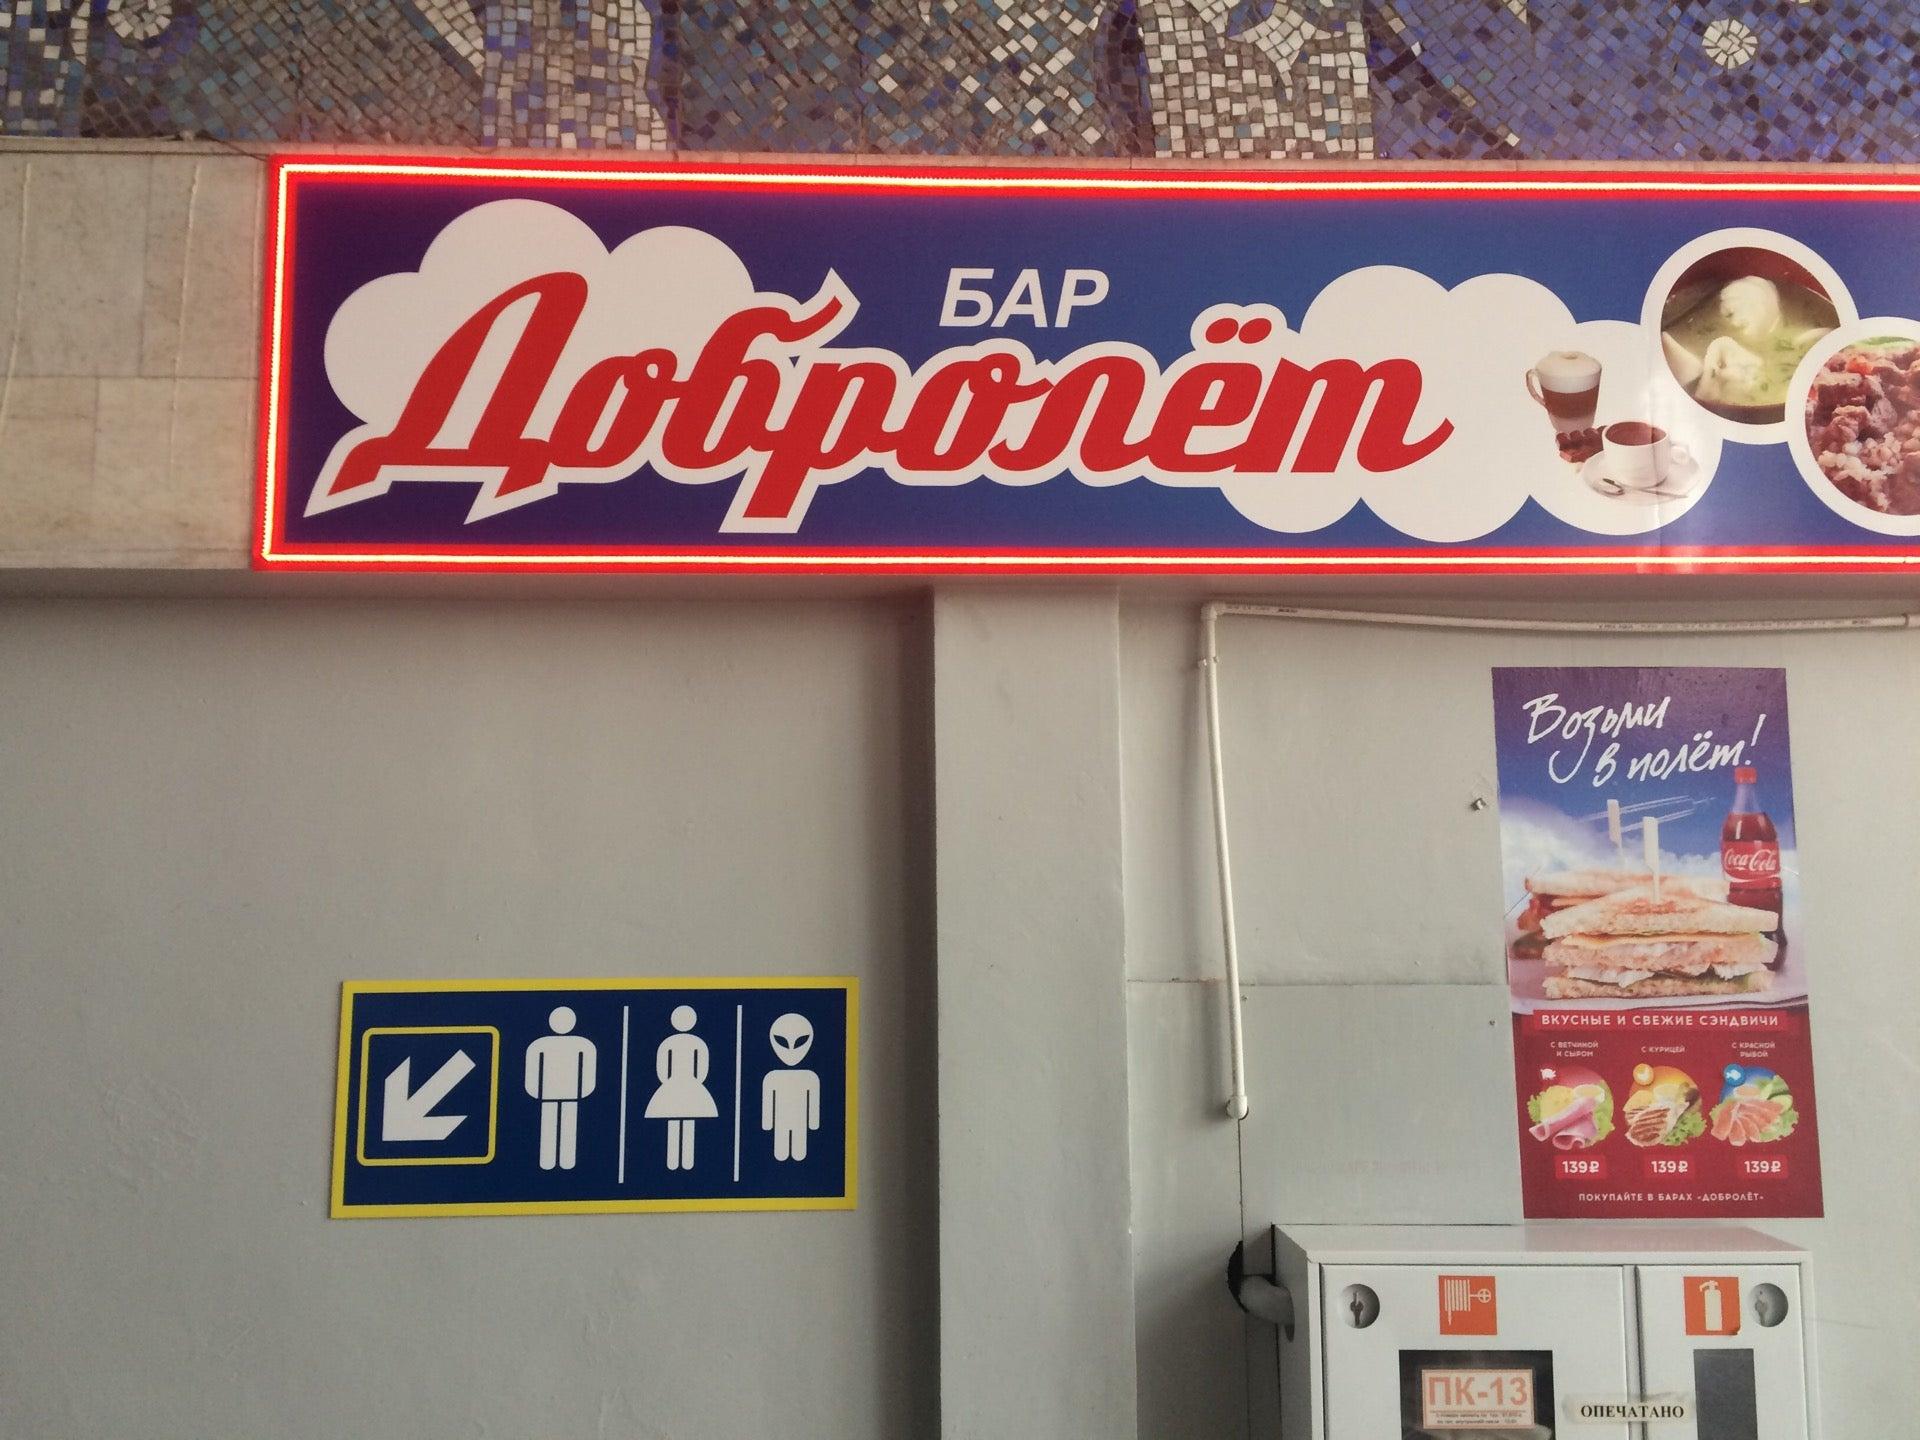 БАР
Добролёт
Возьми
в полёт!
Coca-Cola
ВКУСНЫЕ И СВЕЖИЕ СЭНДВИЧИ
С ВЕТЧИНОЙ
И СЫРОМ
С КУРИЦЕЙ
С КРАСНОЙ
РЫБОЙ
139₽
139₽
139₽
ПОКУПАЙТЕ В БАРАХ «ДОБРОЛЁТ»
ПК-13
ОПЕЧАТАНО